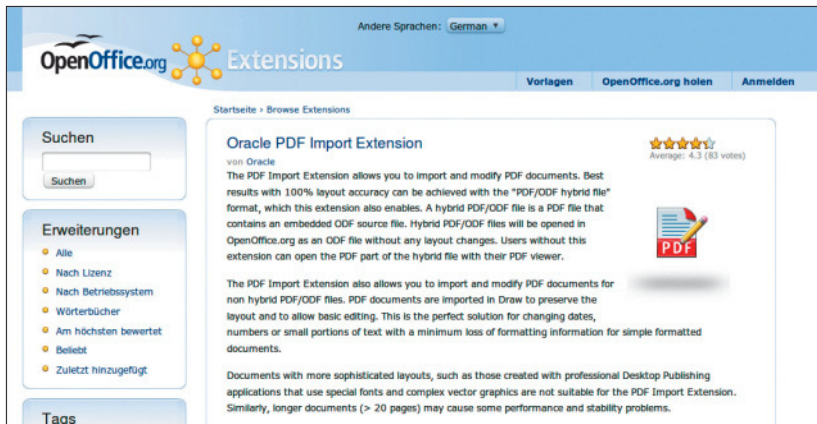 Andere Sprachen: German
OpenOffice.org Extensions
Vorlagen OpenOffice.org holen Anmelden
Startseite › Browse Extensions
Suchen
Suchen
Erweiterungen
Alle
Nach Lizenz
Nach Betriebssystem
Wörterbücher
Am höchsten bewertet
Beliebt
Zuletzt hinzugefügt
Tags
Oracle PDF Import Extension
von Oracle
Average: 4.3 (83 votes)
The PDF Import Extension allows you to import and modify PDF documents. Best
results with 100% layout accuracy can be achieved with the "PDF/ODF hybrid file"
format, which this extension also enables. A hybrid PDF/ODF file is a PDF file that
contains an embedded ODF source file. Hybrid PDF/ODF files will be opened in
OpenOffice.org as an ODF file without any layout changes. Users without this
extension can open the PDF part of the hybrid file with their PDF viewer.
PDF
The PDF Import Extension also allows you to import and modify PDF documents for
non hybrid PDF/ODF files. PDF documents are imported in Draw to preserve the
layout and to allow basic editing. This is the perfect solution for changing dates,
numbers or small portions of text with a minimum loss of formatting information for simple formatted
documents.
Documents with more sophisticated layouts, such as those created with professional Desktop Publishing
applications that use special fonts and complex vector graphics are not suitable for the PDF Import Extension.
Similarly, longer documents (> 20 pages) may cause some performance and stability problems.